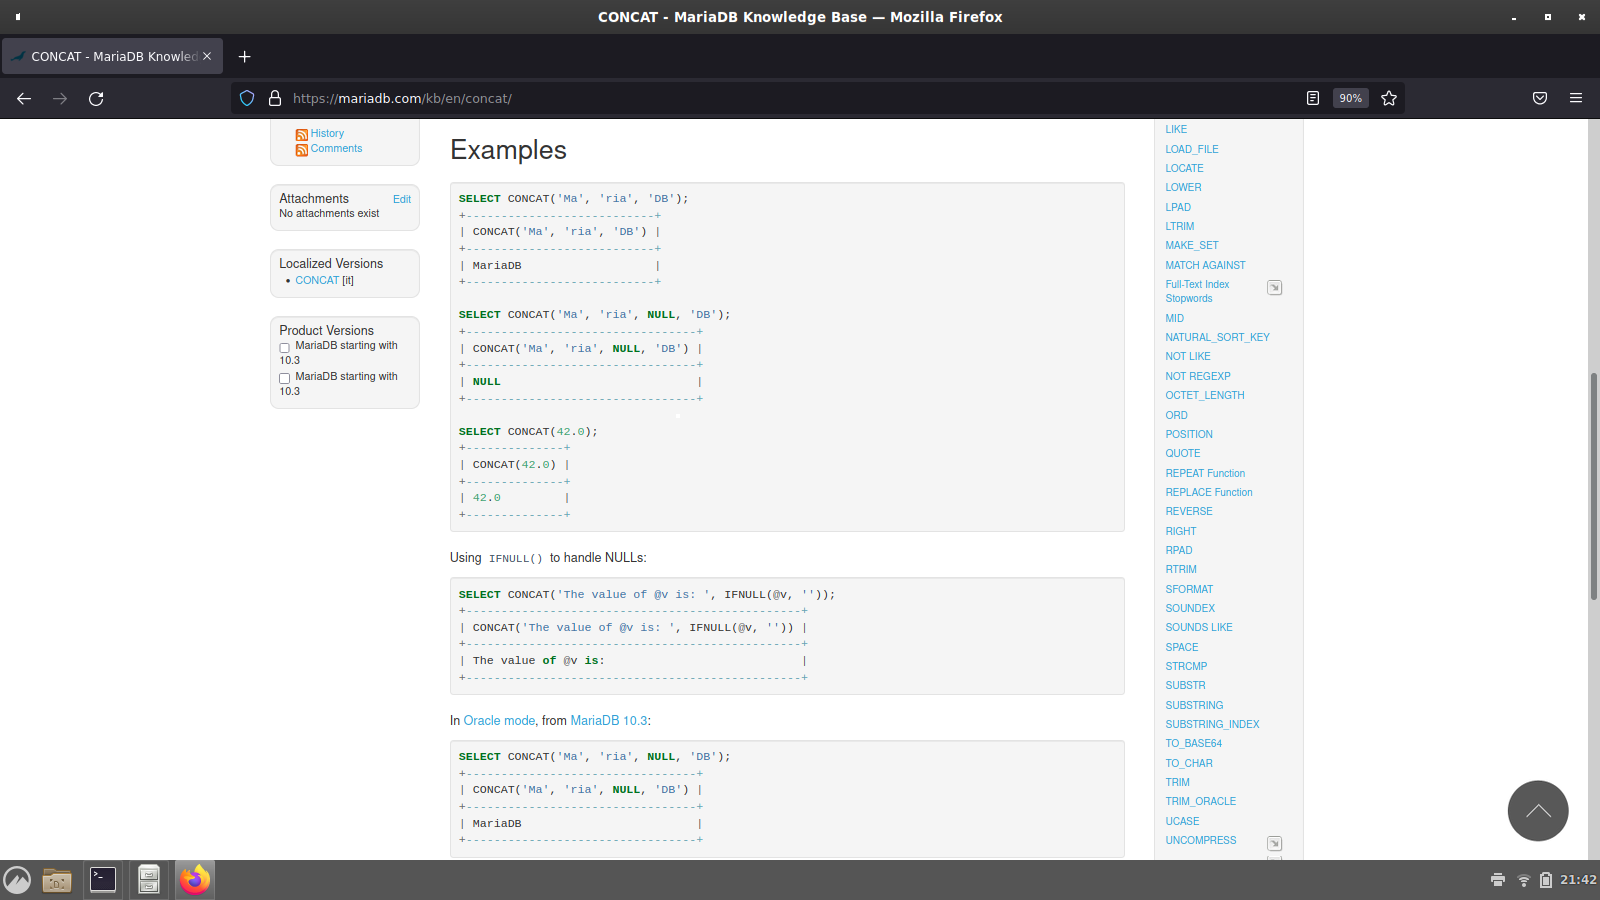 CONCAT - MariaDB Knowledge Base — Mozilla Firefox
CONCAT - MariaDB Knowled
https://mariadb.com/kb/en/concat/
90%
History
Comments
Attachments Edit
No attachments exist
Localized Versions
• CONCAT [it]
Product Versions
MariaDB starting with
10.3
MariaDB starting with
10.3
Examples
SELECT CONCAT('Ma', 'ria', 'DB');
+---------------------------+
| CONCAT('Ma', 'ria', 'DB') |
+---------------------------+
| MariaDB                   |
+---------------------------+
SELECT CONCAT('Ma', 'ria', NULL, 'DB');
+---------------------------------+
| CONCAT('Ma', 'ria', NULL, 'DB') |
+---------------------------------+
| NULL                            |
+---------------------------------+
SELECT CONCAT(42.0);
+--------------+
| CONCAT(42.0) |
+--------------+
| 42.0         |
+--------------+
Using IFNULL() to handle NULLs:
SELECT CONCAT('The value of @v is: ', IFNULL(@v, ''));
+------------------------------------------------+
| CONCAT('The value of @v is: ', IFNULL(@v, '')) |
+------------------------------------------------+
| The value of @v is:                            |
+------------------------------------------------+
In Oracle mode, from MariaDB 10.3:
SELECT CONCAT('Ma', 'ria', NULL, 'DB');
+---------------------------------+
| CONCAT('Ma', 'ria', NULL, 'DB') |
+---------------------------------+
| MariaDB                         |
+---------------------------------+
LIKE
LOAD_FILE
LOCATE
LOWER
LPAD
LTRIM
MAKE_SET
MATCH AGAINST
Full-Text Index
Stopwords
MID
NATURAL_SORT_KEY
NOT LIKE
NOT REGEXP
OCTET_LENGTH
ORD
POSITION
QUOTE
REPEAT Function
REPLACE Function
REVERSE
RIGHT
RPAD
RTRIM
SFORMAT
SOUNDEX
SOUNDS LIKE
SPACE
STRCMP
SUBSTR
SUBSTRING
SUBSTRING_INDEX
TO_BASE64
TO_CHAR
TRIM
TRIM_ORACLE
UCASE
UNCOMPRESS
21:42